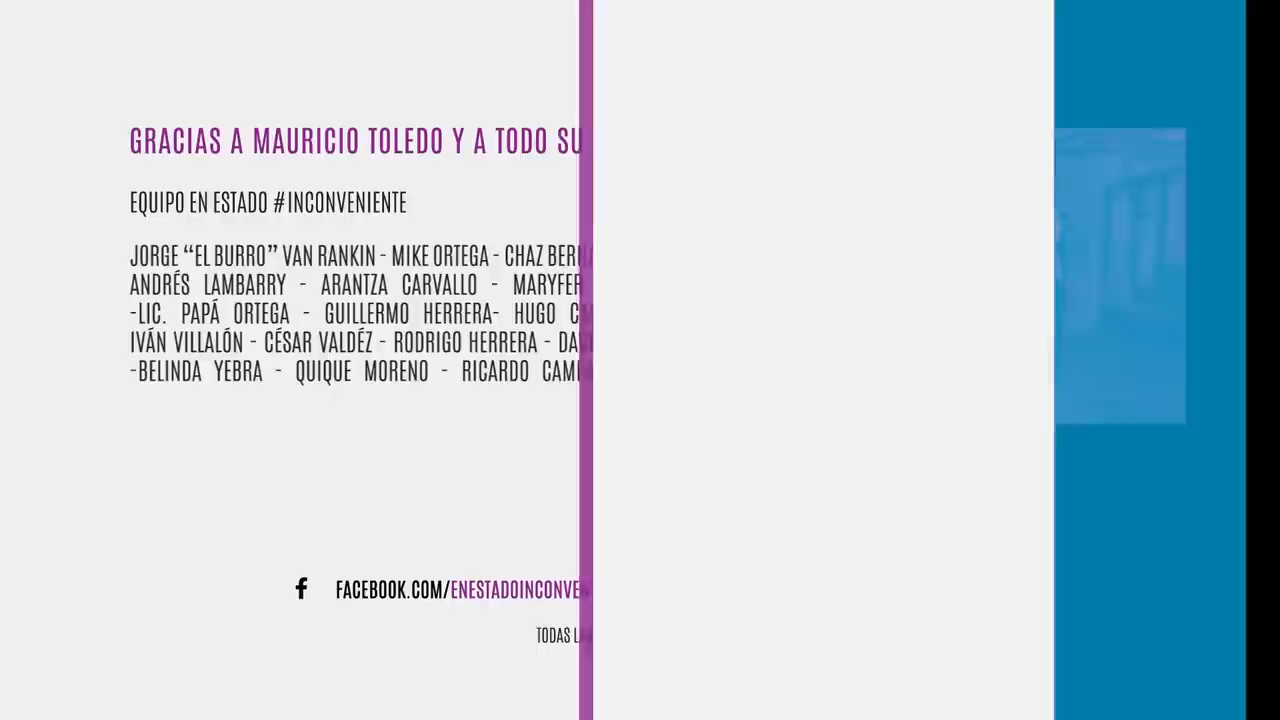 GRACIAS A MAURICIO TOLEDO Y A TODO SU
EQUIPO EN ESTADO #INCONVENIENTE
JORGE “EL BURRO” VAN RANKIN - MIKE ORTEGA - CHAZ
ANDRÉS LAMBARRY - ARANTZA CARVALLO - MARYFER
-LIC. PAPÁ ORTEGA - GUILLERMO HERRERA- HUGO
IVÁN VILLALÓN - CÉSAR VALDÉZ - RODRIGO HERRERA -
-BELINDA YEBRA - QUIQUE MORENO - RICARDO
FACEBOOK.COM/ENESTADOINCONVE
TODAS